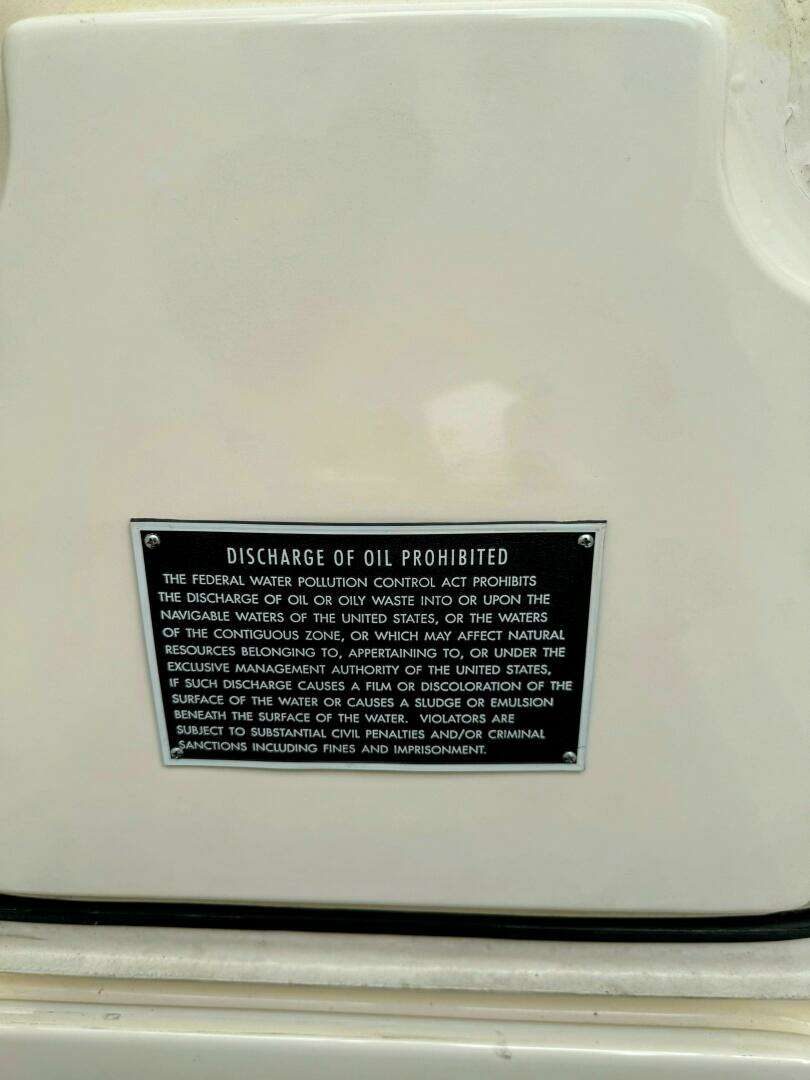 DISCHARGE OF OIL PROHIBITED
THE FEDERAL WATER POLLUTION CONTROL ACT PROHIBITS
THE DISCHARGE OF OIL OR OILY WASTE INTO OR UPON THE
NAVIGABLE WATERS OF THE UNITED STATES, OR THE WATERS
OF THE CONTIGUOUS ZONE, OR WHICH MAY AFFECT NATURAL
RESOURCES BELONGING TO, APPERTAINING TO, OR UNDER THE
EXCLUSIVE MANAGEMENT AUTHORITY OF THE UNITED STATES,
IF SUCH DISCHARGE CAUSES A FILM OR DISCOLORATION OF THE
SURFACE OF THE WATER OR CAUSES A SLUDGE OR EMULSION
BENEATH THE SURFACE OF THE WATER. VIOLATORS ARE
SUBJECT TO SUBSTANTIAL CIVIL PENALTIES AND/OR CRIMINAL
SANCTIONS INCLUDING FINES AND IMPRISONMENT.